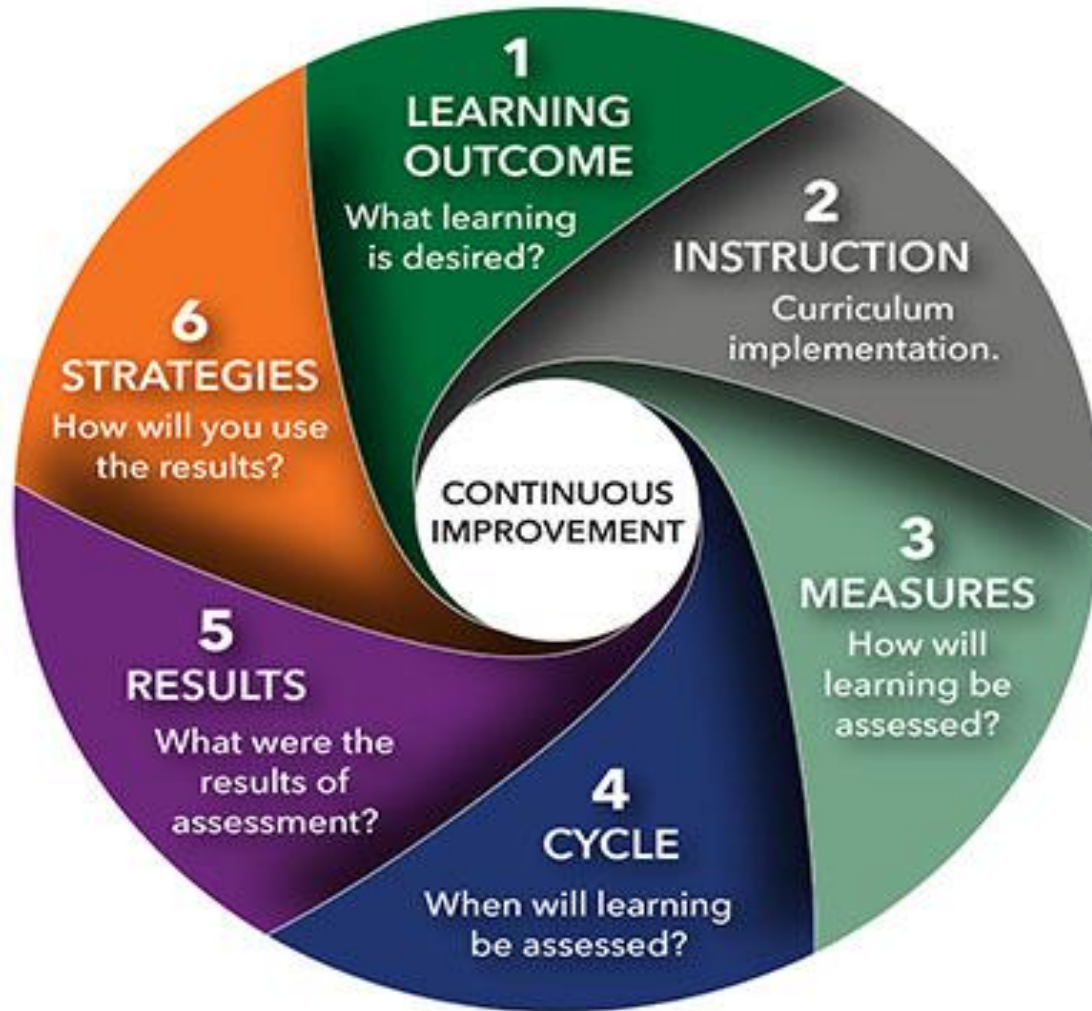 1
LEARNING
OUTCOME
What learning
is desired?
2
INSTRUCTION
Curriculum
implementation.
3
MEASURES
How will
learning be
assessed?
4
CYCLE
When will learning
be assessed?
5
RESULTS
What were the
results of
assessment?
6
STRATEGIES
How will you use
the results?
CONTINUOUS
IMPROVEMENT